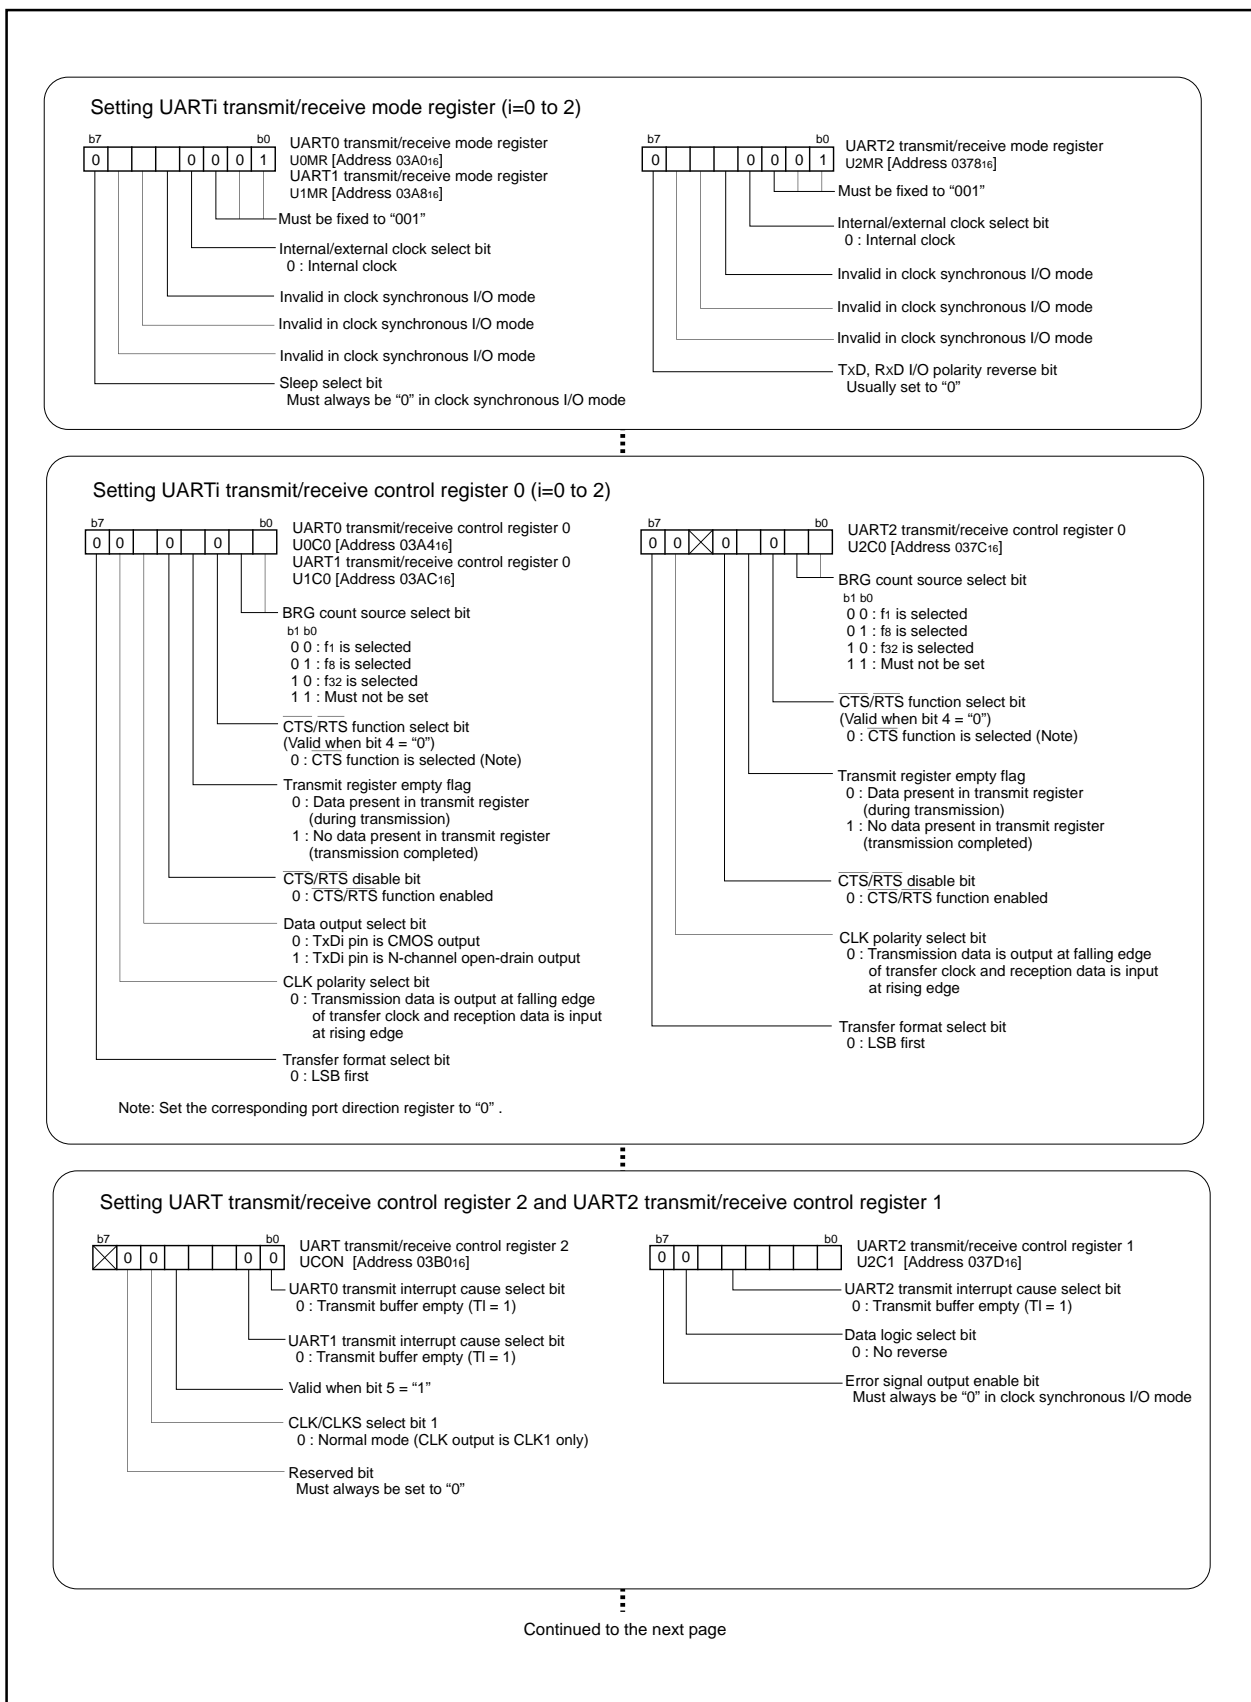 Setting UARTi transmit/receive mode register (i=0 to 2)
b7 b0
0 0 0 0 1
UART0 transmit/receive mode register
U0MR [Address 03A016]
UART1 transmit/receive mode register
U1MR [Address 03A816]
Must be fixed to “001”
Internal/external clock select bit
0 : Internal clock
Invalid in clock synchronous I/O mode
Invalid in clock synchronous I/O mode
Invalid in clock synchronous I/O mode
Sleep select bit
Must always be “0” in clock synchronous I/O mode
b7 b0
0 0 0 0 1
UART2 transmit/receive mode register
U2MR [Address 037816]
Must be fixed to “001”
Internal/external clock select bit
0 : Internal clock
Invalid in clock synchronous I/O mode
Invalid in clock synchronous I/O mode
Invalid in clock synchronous I/O mode
TxD, RxD I/O polarity reverse bit
Usually set to “0”
Setting UARTi transmit/receive control register 0 (i=0 to 2)
b7 b0
0 0 0 0
UART0 transmit/receive control register 0
U0C0 [Address 03A416]
UART1 transmit/receive control register 0
U1C0 [Address 03AC16]
BRG count source select bit
b1 b0
0 0 : f1 is selected
0 1 : f8 is selected
1 0 : f32 is selected
1 1 : Must not be set
CTS/RTS function select bit
(Valid when bit 4 = “0”)
0 : CTS function is selected (Note)
Transmit register empty flag
0 : Data present in transmit register
(during transmission)
1 : No data present in transmit register
(transmission completed)
CTS/RTS disable bit
0 : CTS/RTS function enabled
Data output select bit
0 : TxDi pin is CMOS output
1 : TxDi pin is N-channel open-drain output
CLK polarity select bit
0 : Transmission data is output at falling edge
of transfer clock and reception data is input
at rising edge
Transfer format select bit
0 : LSB first
Note: Set the corresponding port direction register to “0” .
b7 b0
0 0 0 0
UART2 transmit/receive control register 0
U2C0 [Address 037C16]
BRG count source select bit
b1 b0
0 0 : f1 is selected
0 1 : f8 is selected
1 0 : f32 is selected
1 1 : Must not be set
CTS/RTS function select bit
(Valid when bit 4 = “0”)
0 : CTS function is selected (Note)
Transmit register empty flag
0 : Data present in transmit register
(during transmission)
1 : No data present in transmit register
(transmission completed)
CTS/RTS disable bit
0 : CTS/RTS function enabled
CLK polarity select bit
0 : Transmission data is output at falling edge
of transfer clock and reception data is input
at rising edge
Transfer format select bit
0 : LSB first
Setting UART transmit/receive control register 2 and UART2 transmit/receive control register 1
b7 b0
0 0 0 0
UART transmit/receive control register 2
UCON [Address 03B016]
UART0 transmit interrupt cause select bit
0 : Transmit buffer empty (TI = 1)
UART1 transmit interrupt cause select bit
0 : Transmit buffer empty (TI = 1)
Valid when bit 5 = “1”
CLK/CLKS select bit 1
0 : Normal mode (CLK output is CLK1 only)
Reserved bit
Must always be set to “0”
b7 b0
0 0
UART2 transmit/receive control register 1
U2C1 [Address 037D16]
UART2 transmit interrupt cause select bit
0 : Transmit buffer empty (TI = 1)
Data logic select bit
0 : No reverse
Error signal output enable bit
Must always be “0” in clock synchronous I/O mode
Continued to the next page